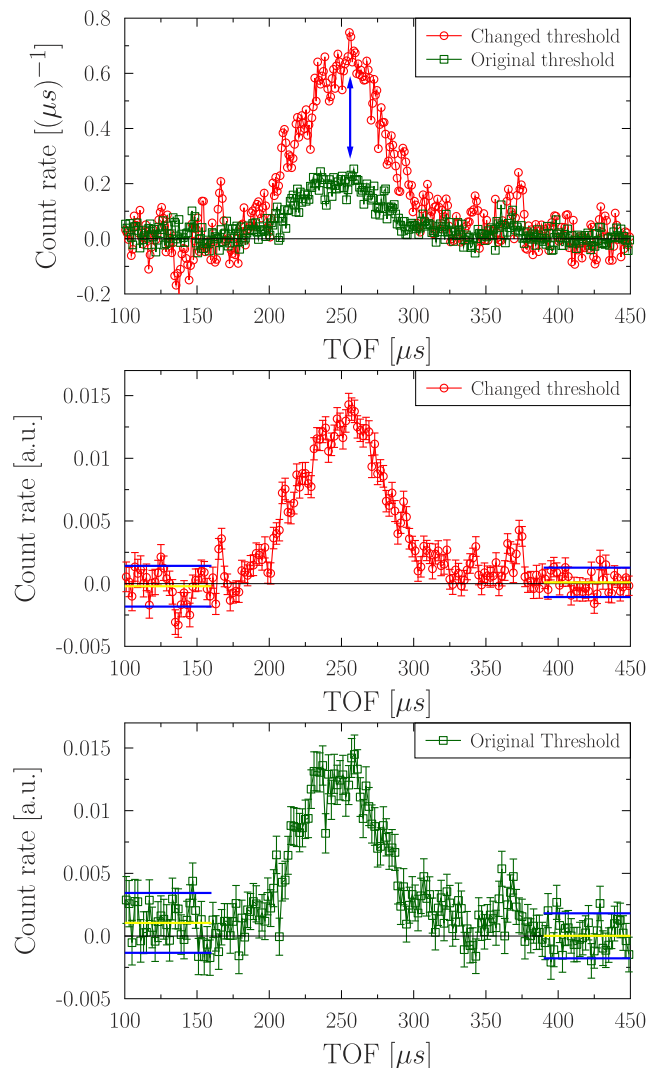 Count rate [(μs)⁻¹]
0.8
0.6
0.4
0.2
0.0
-0.2
Changed threshold
Original threshold
100 150 200 250 300 350 400 450
TOF [μs]
Count rate [a.u.]
0.015
0.01
0.005
0.0
-0.005
Changed threshold
100 150 200 250 300 350 400 450
TOF [μs]
Count rate [a.u.]
0.015
0.01
0.005
0.0
-0.005
Original Threshold
100 150 200 250 300 350 400 450
TOF [μs]